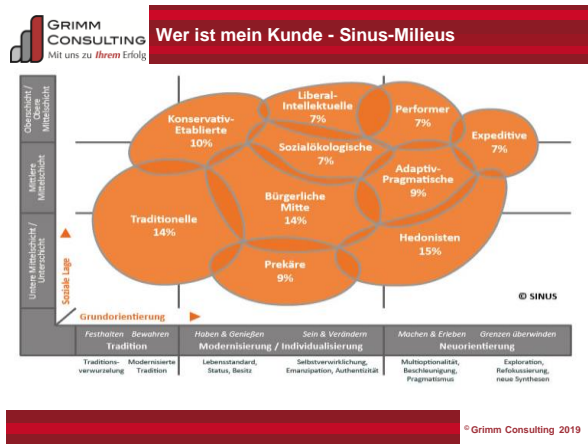 GRIMM
CONSULTING
Mit uns zu Ihrem Erfolg
Wer ist mein Kunde - Sinus-Milieus
Oberschicht /
Obere
Mittelschicht
Mittlere
Mittelschicht
Untere Mittelschicht /
Unterschicht
Soziale Lage
Konservativ-
Etablierte
10%
Liberal-
Intellektuelle
7%
Performer
7%
Expeditive
7%
Sozialökologische
7%
Adaptiv-
Pragmatische
9%
Traditionelle
14%
Bürgerliche
Mitte
14%
Hedonisten
15%
Prekäre
9%
© SINUS
Grundorientierung
Festhalten Bewahren
Tradition
Haben & Genießen Sein & Verändern
Modernisierung / Individualisierung
Machen & Erleben Grenzen überwinden
Neuorientierung
Traditions-
verwurzelung
Modernisierte
Tradition
Lebensstandard,
Status, Besitz
Selbstverwirklichung,
Emanzipation, Authentizität
Multioptionalität,
Beschleunigung,
Pragmatismus
Exploration,
Refokussierung,
neue Synthesen
© Grimm Consulting 2019